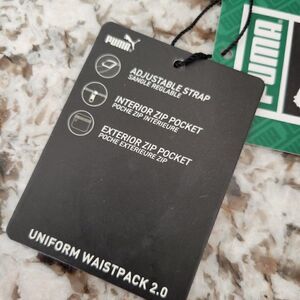 PUMA
ADJUSTABLE STRAP
SANGLE RÉGLABLE
INTERIOR ZIP POCKET
POCHE ZIP INTÉRIEURE
EXTERIOR ZIP POCKET
POCHE EXTÉRIEURE ZIP
UNIFORM WAISTPACK 2.0
PUMA